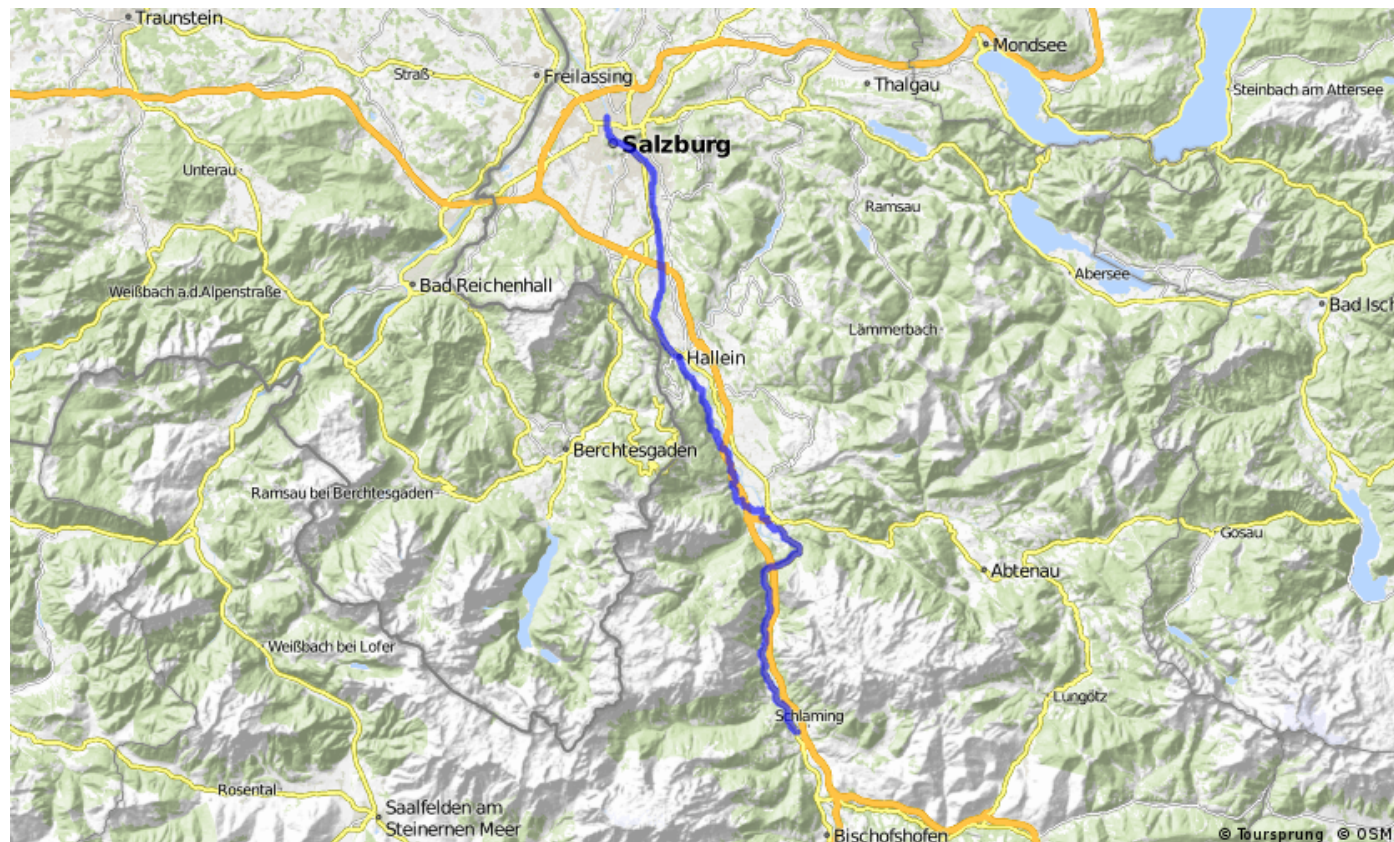 Traunstein
Mondsee
Straß
Freilassing
Thalgau
Steinbach am Attersee
Salzburg
Unterau
Ramsau
Abersee
Bad Reichenhall
Weißbach a.d.Alpenstraße
Bad Isch
Lämmerbach
Hallein
Berchtesgaden
Ramsau bei Berchtesgaden
Gosau
Abtenau
Weißbach bei Lofer
Lungötz
Schlaming
Rosental
Saalfelden am
Steinernen Meer
Bischofshofen
© Toursprung © OSM